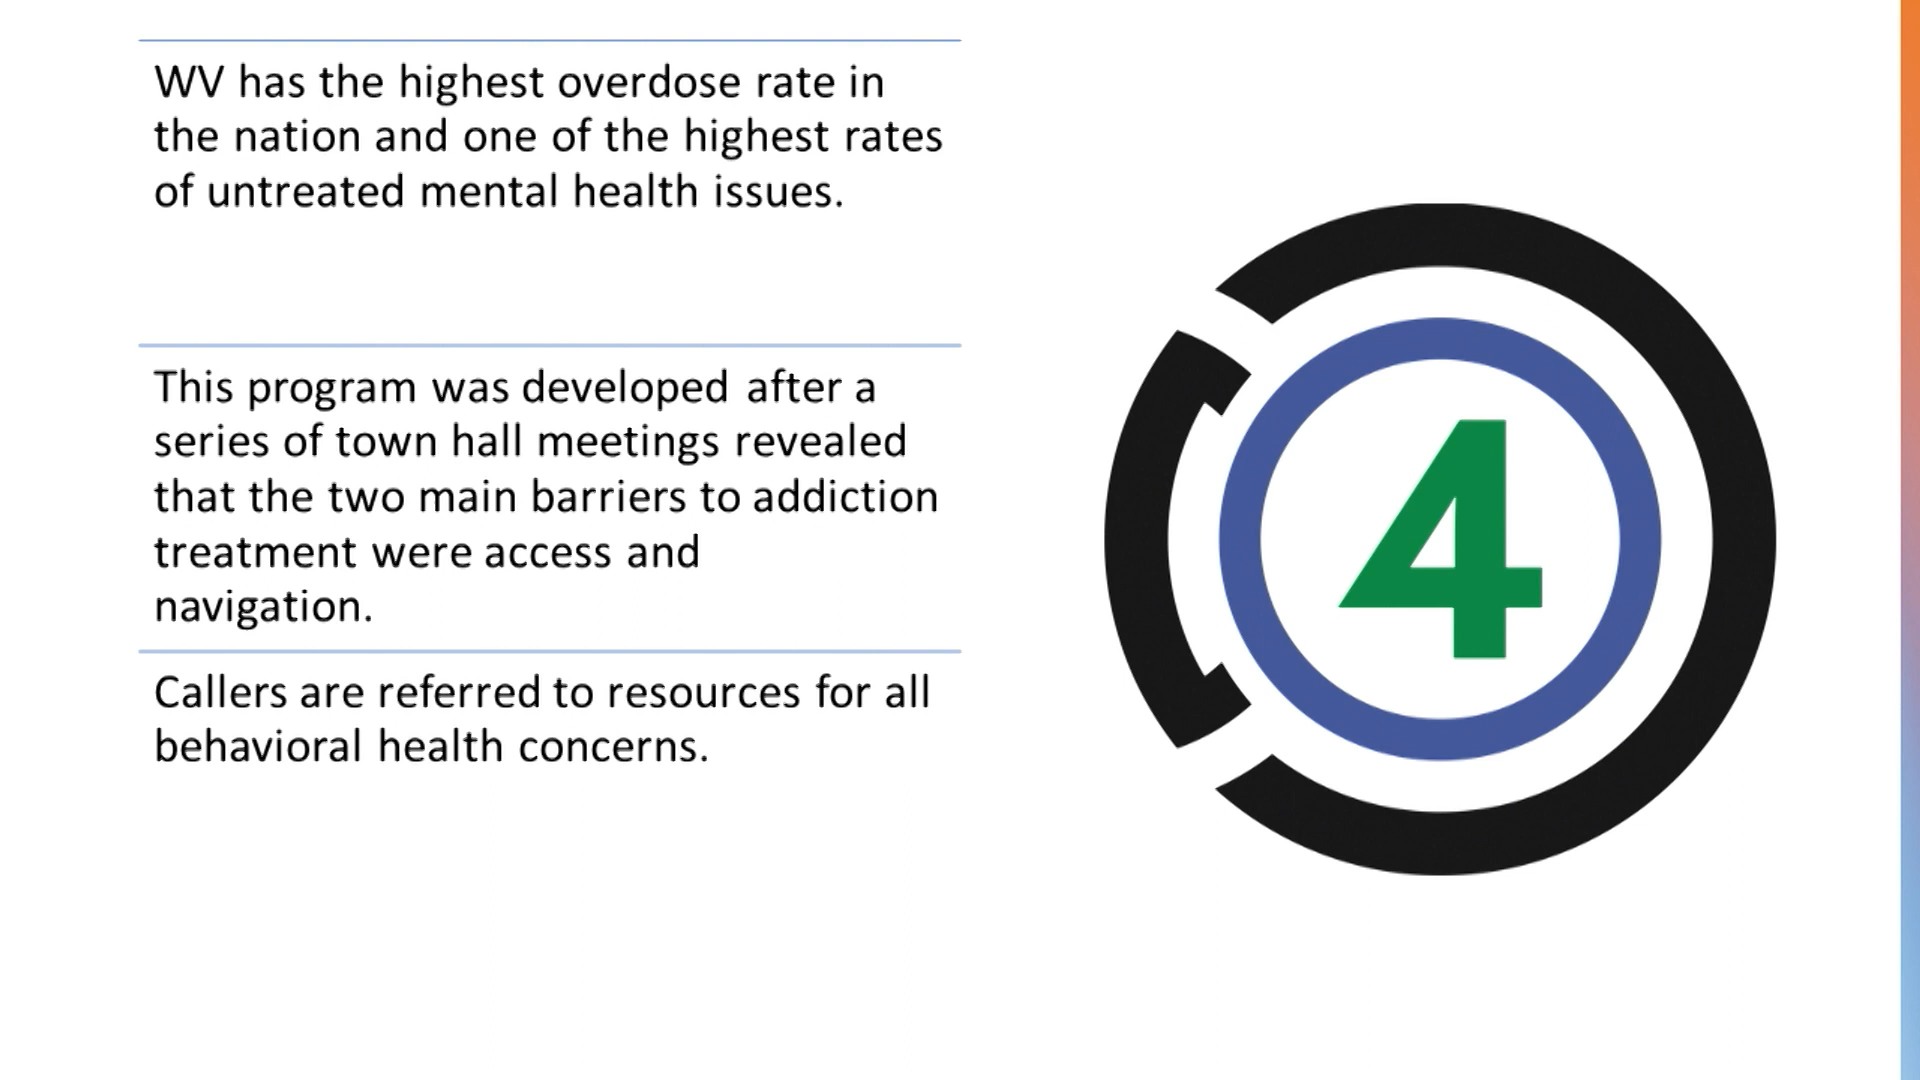 WV has the highest overdose rate in
the nation and one of the highest rates
of untreated mental health issues.
This program was developed after a
series of town hall meetings revealed
that the two main barriers to addiction
treatment were access and
navigation.
Callers are referred to resources for all
behavioral health concerns.
4